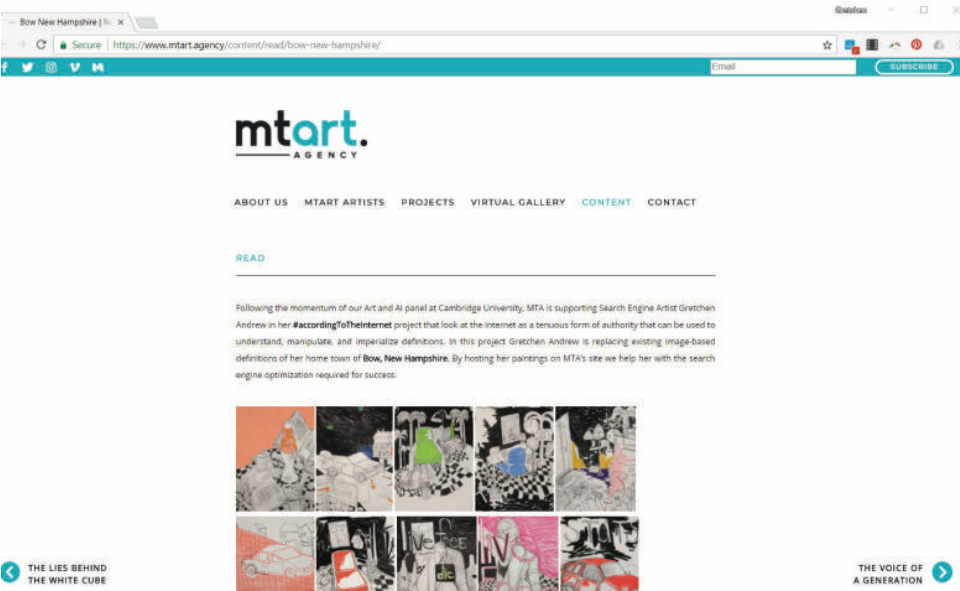 Gretchen
Bow New Hampshire | R
Secure | https://www.mtart.agency/content/read/bow-new-hampshire/
Email
SUBSCRIBE
mtart.
AGENCY
ABOUT US MTART ARTISTS PROJECTS VIRTUAL GALLERY CONTENT CONTACT
READ
Following the momentum of our Art and AI panel at Cambridge University, MTA is supporting Search Engine Artist Gretchen
Andrew in her #accordingToTheInternet project that look at the internet as a tenuous form of authority that can be used to
understand, manipulate, and imperialize definitions. In this project Gretchen Andrew is replacing existing image-based
definitions of her home town of Bow, New Hampshire. By hosting her paintings on MTA's site we help her with the search
engine optimization required for success.
LIVE FREE
die
LIVE
THE LIES BEHIND
THE WHITE CUBE
THE VOICE OF
A GENERATION